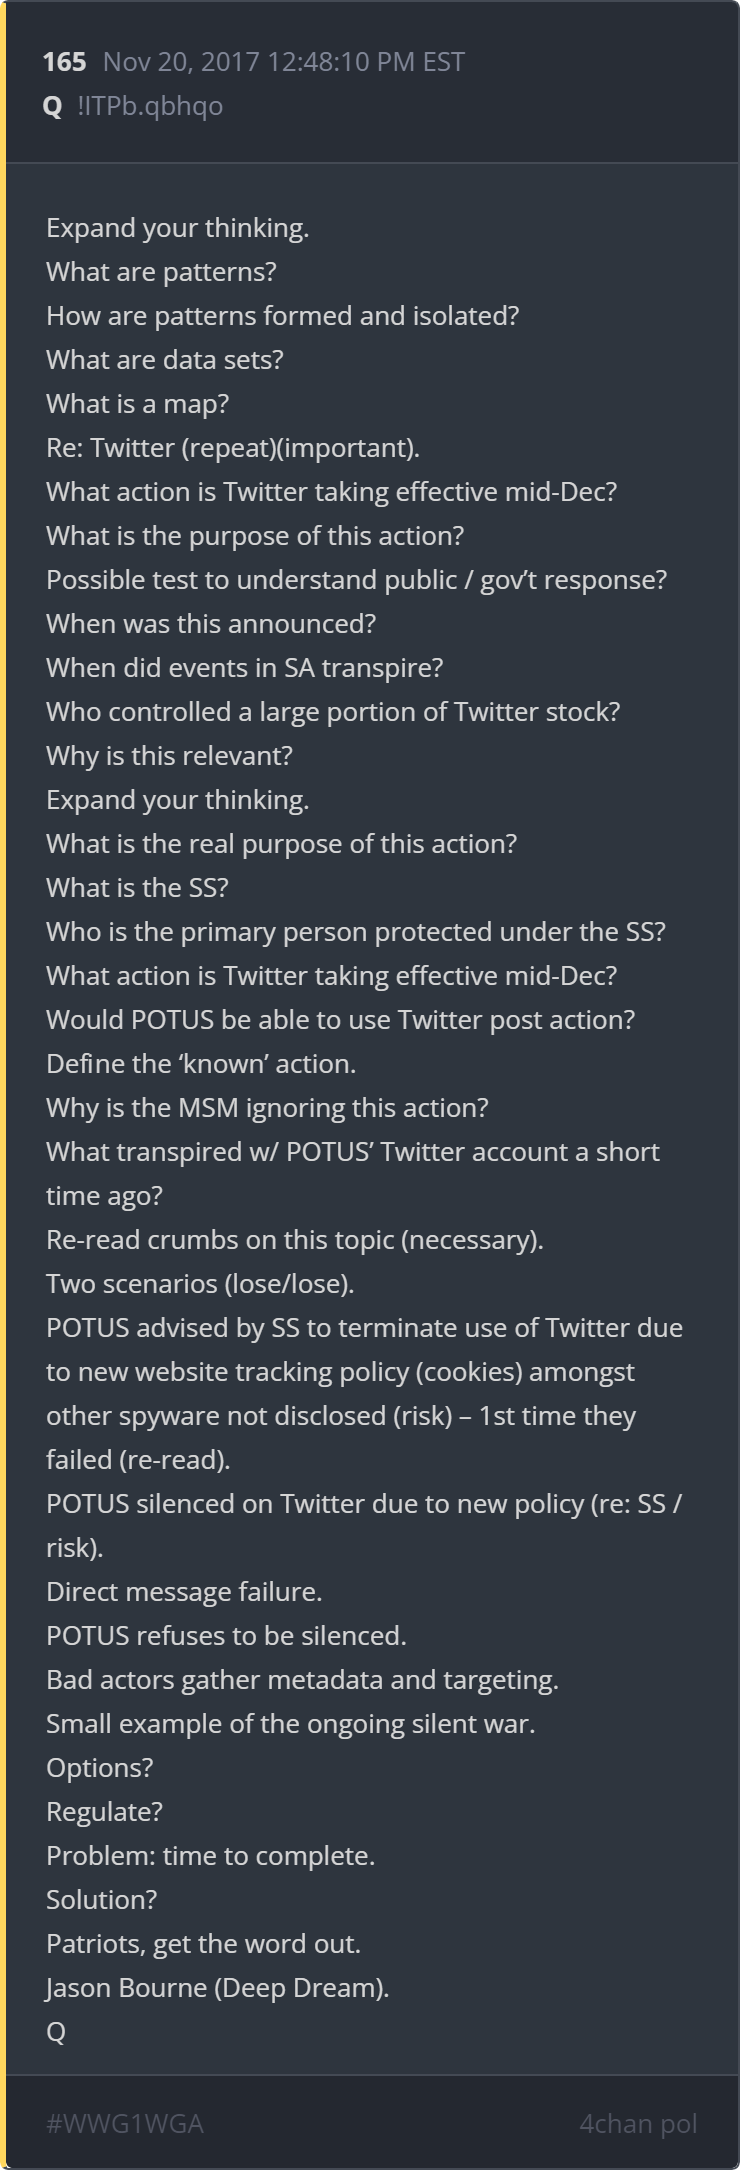 165 Nov 20, 2017 12:48:10 PM EST
Q !ITPb.qbhqo
Expand your thinking.
What are patterns?
How are patterns formed and isolated?
What are data sets?
What is a map?
Re: Twitter (repeat)(important).
What action is Twitter taking effective mid-Dec?
What is the purpose of this action?
Possible test to understand public / gov’t response?
When was this announced?
When did events in SA transpire?
Who controlled a large portion of Twitter stock?
Why is this relevant?
Expand your thinking.
What is the real purpose of this action?
What is the SS?
Who is the primary person protected under the SS?
What action is Twitter taking effective mid-Dec?
Would POTUS be able to use Twitter post action?
Define the ‘known’ action.
Why is the MSM ignoring this action?
What transpired w/ POTUS’ Twitter account a short
time ago?
Re-read crumbs on this topic (necessary).
Two scenarios (lose/lose).
POTUS advised by SS to terminate use of Twitter due
to new website tracking policy (cookies) amongst
other spyware not disclosed (risk) – 1st time they
failed (re-read).
POTUS silenced on Twitter due to new policy (re: SS /
risk).
Direct message failure.
POTUS refuses to be silenced.
Bad actors gather metadata and targeting.
Small example of the ongoing silent war.
Options?
Regulate?
Problem: time to complete.
Solution?
Patriots, get the word out.
Jason Bourne (Deep Dream).
Q
#WWG1WGA 4chan pol